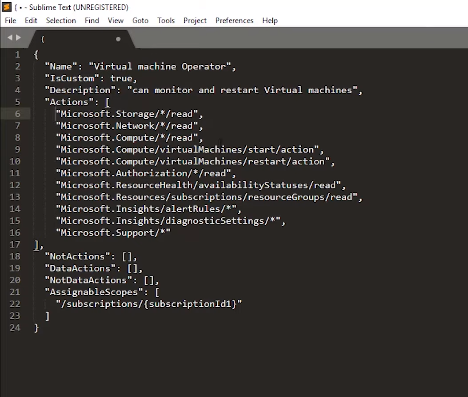 { • - Sublime Text (UNREGISTERED)
File Edit Selection Find View Goto Tools Project Preferences Help
{
1 {
2 "Name": "Virtual machine Operator",
3 "IsCustom": true,
4 "Description": "can monitor and restart Virtual machines",
5 "Actions": [
6 "Microsoft.Storage/*/read",
7 "Microsoft.Network/*/read",
8 "Microsoft.Compute/*/read",
9 "Microsoft.Compute/virtualMachines/start/action",
10 "Microsoft.Compute/virtualMachines/restart/action",
11 "Microsoft.Authorization/*/read",
12 "Microsoft.ResourceHealth/availabilityStatuses/read",
13 "Microsoft.Resources/subscriptions/resourceGroups/read",
14 "Microsoft.Insights/alertRules/*",
15 "Microsoft.Insights/diagnosticSettings/*",
16 "Microsoft.Support/*"
17 ],
18 "NotActions": [],
19 "DataActions": [],
20 "NotDataActions": [],
21 "AssignableScopes": [
22 "/subscriptions/{subscriptionId1}"
23 ]
24 }